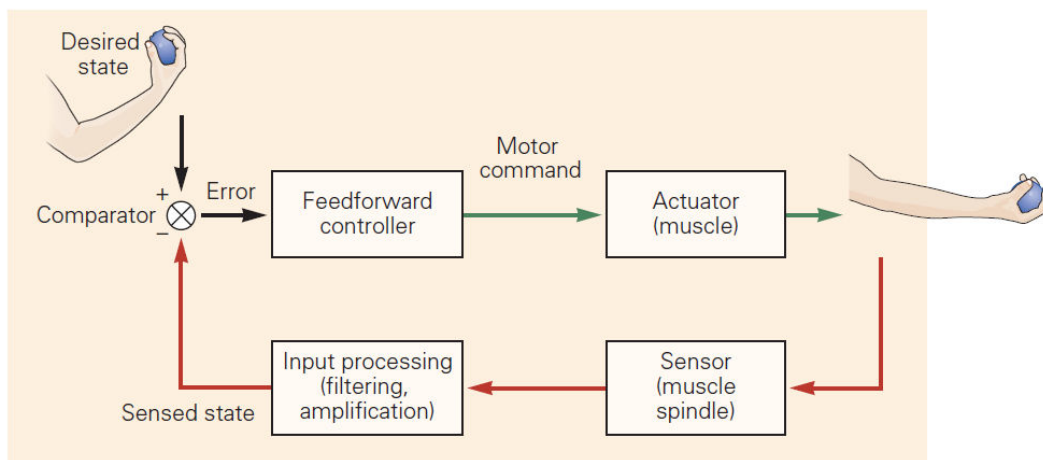 Desired
state
Motor
command
+
Error
Comparator
−
Feedforward
controller
Actuator
(muscle)
Input processing
(filtering,
amplification)
Sensor
(muscle
spindle)
Sensed state